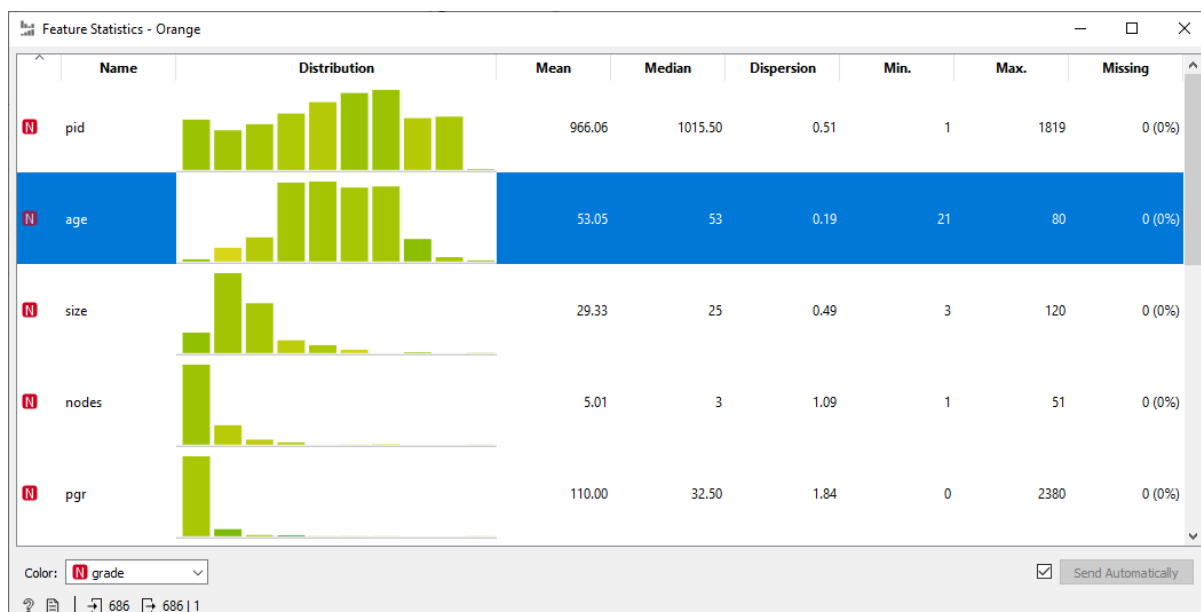 Feature Statistics - Orange
Name Distribution Mean Median Dispersion Min. Max. Missing
N pid 966.06 1015.50 0.51 1 1819 0 (0%)
N age 53.05 53 0.19 21 80 0 (0%)
N size 29.33 25 0.49 3 120 0 (0%)
N nodes 5.01 3 1.09 1 51 0 (0%)
N pgr 110.00 32.50 1.84 0 2380 0 (0%)
Color: N grade Send Automatically
? 686 686 | 1